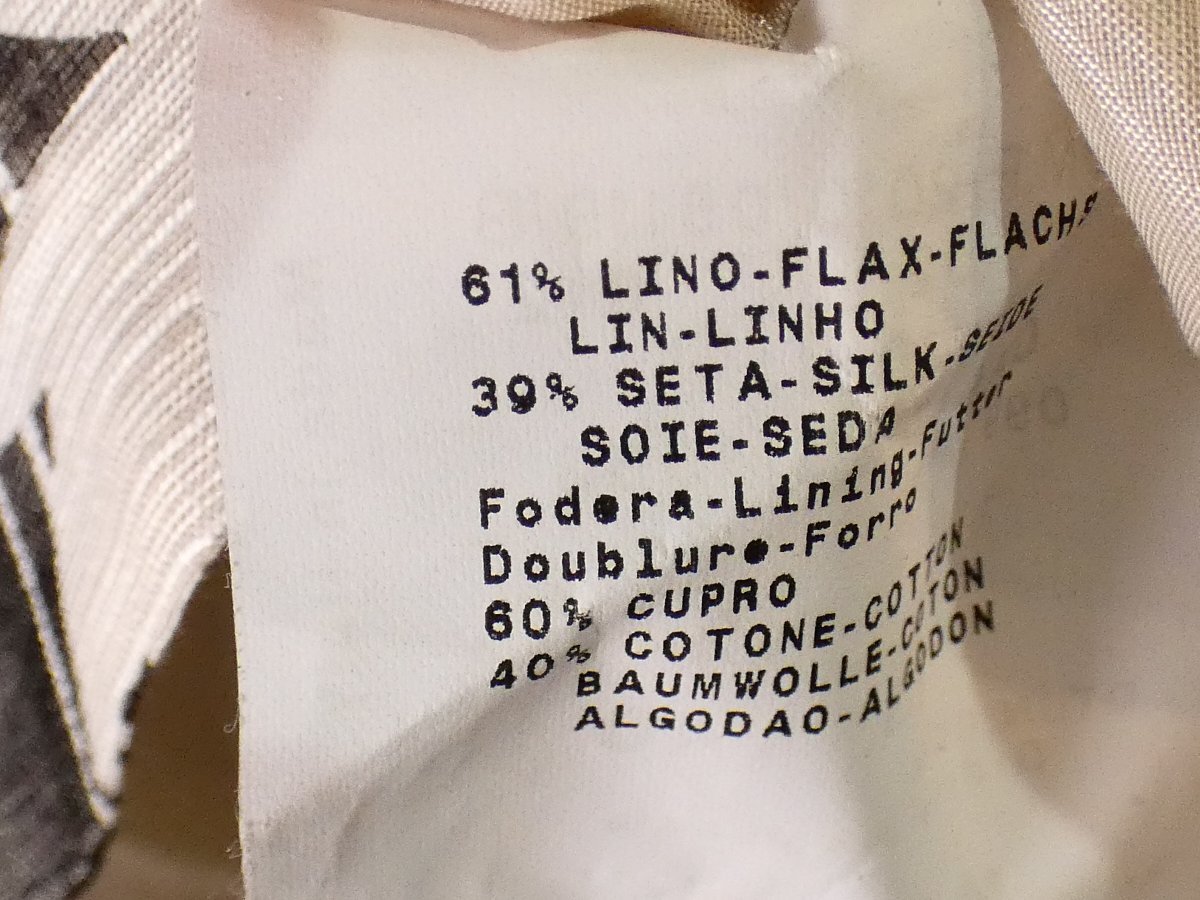 61% LINO-FLAX-FLACHS
LIN-LINHO
39% SETA-SILK-SEIDE
SOIE-SEDA
Fodera-Lining-Futter
Doublure-Forro
60% CUPRO
40% COTONE-COTTON
BAUMWOLLE-COTON
ALGODAO-ALGODON